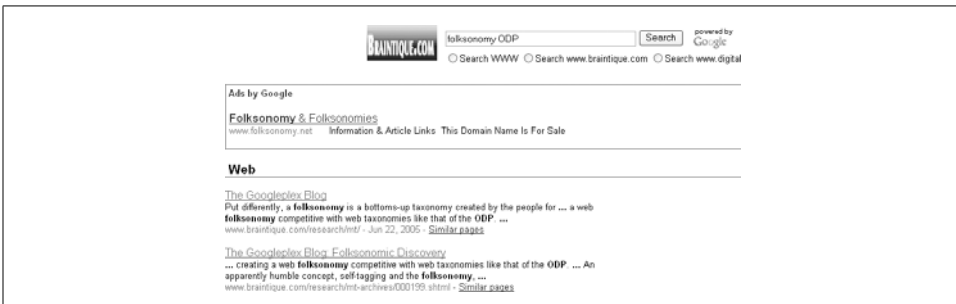 BRAINTIQUE.COM
folksonomy ODP
Search
powered by
Google
Search WWW Search www.braintique.com Search www.digital
Ads by Google
Folksonomy & Folksonomies
www.folksonomy.net Information & Article Links This Domain Name Is For Sale
Web
The Googleplex Blog
Put differently, a folksonomy is a bottoms-up taxonomy created by the people for ... a web
folksonomy competitive with web taxonomies like that of the ODP. ...
www.braintique.com/research/mt/ - Jun 22, 2005 - Similar pages
The Googleplex Blog: Folksonomic Discovery
... creating a web folksonomy competitive with web taxonomies like that of the ODP. ... An
apparently humble concept, self-tagging and the folksonomy, ...
www.braintique.com/research/mt-archives/000199.shtml - Similar pages